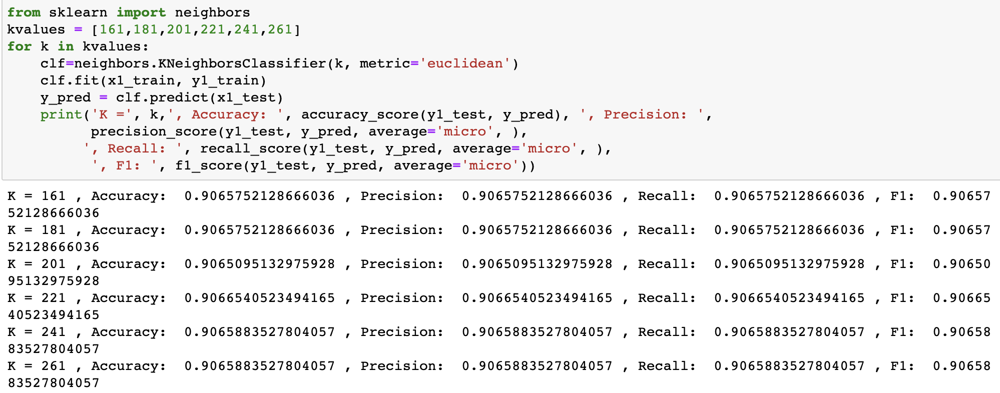 from sklearn import neighbors
kvalues = [161,181,201,221,241,261]
for k in kvalues:
    clf=neighbors.KNeighborsClassifier(k, metric='euclidean')
    clf.fit(x1_train, y1_train)
    y_pred = clf.predict(x1_test)
    print('K =', k,', Accuracy: ', accuracy_score(y1_test, y_pred), ', Precision: ',
          precision_score(y1_test, y_pred, average='micro', ),
         ', Recall: ', recall_score(y1_test, y_pred, average='micro', ),
          ', F1: ', f1_score(y1_test, y_pred, average='micro'))
K = 161 , Accuracy:  0.9065752128666036 , Precision:  0.9065752128666036 , Recall:  0.9065752128666036 , F1:  0.90657
52128666036
K = 181 , Accuracy:  0.9065752128666036 , Precision:  0.9065752128666036 , Recall:  0.9065752128666036 , F1:  0.90657
52128666036
K = 201 , Accuracy:  0.9065095132975928 , Precision:  0.9065095132975928 , Recall:  0.9065095132975928 , F1:  0.90650
95132975928
K = 221 , Accuracy:  0.9066540523494165 , Precision:  0.9066540523494165 , Recall:  0.9066540523494165 , F1:  0.90665
40523494165
K = 241 , Accuracy:  0.9065883527804057 , Precision:  0.9065883527804057 , Recall:  0.9065883527804057 , F1:  0.90658
83527804057
K = 261 , Accuracy:  0.9065883527804057 , Precision:  0.9065883527804057 , Recall:  0.9065883527804057 , F1:  0.90658
83527804057